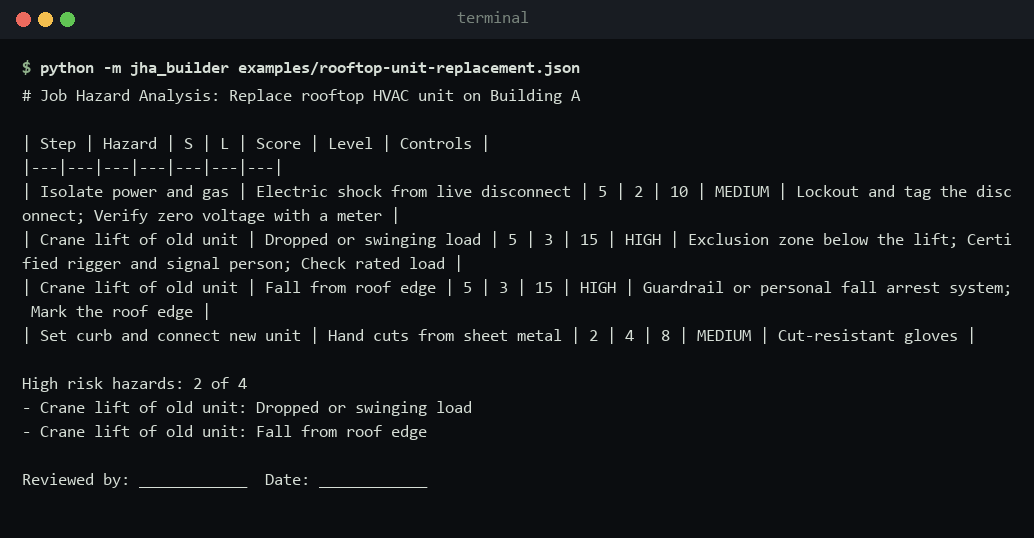 terminal
$ python -m jha_builder examples/rooftop-unit-replacement.json
# Job Hazard Analysis: Replace rooftop HVAC unit on Building A
| Step | Hazard | S | L | Score | Level | Controls |
|---|---|---|---|---|---|---|
| Isolate power and gas | Electric shock from live disconnect | 5 | 2 | 10 | MEDIUM | Lockout and tag the disc
onnect; Verify zero voltage with a meter |
| Crane lift of old unit | Dropped or swinging load | 5 | 3 | 15 | HIGH | Exclusion zone below the lift; Certi
fied rigger and signal person; Check rated load |
| Crane lift of old unit | Fall from roof edge | 5 | 3 | 15 | HIGH | Guardrail or personal fall arrest system;
 Mark the roof edge |
| Set curb and connect new unit | Hand cuts from sheet metal | 2 | 4 | 8 | MEDIUM | Cut-resistant gloves |
High risk hazards: 2 of 4
- Crane lift of old unit: Dropped or swinging load
- Crane lift of old unit: Fall from roof edge
Reviewed by: ____________  Date: ____________